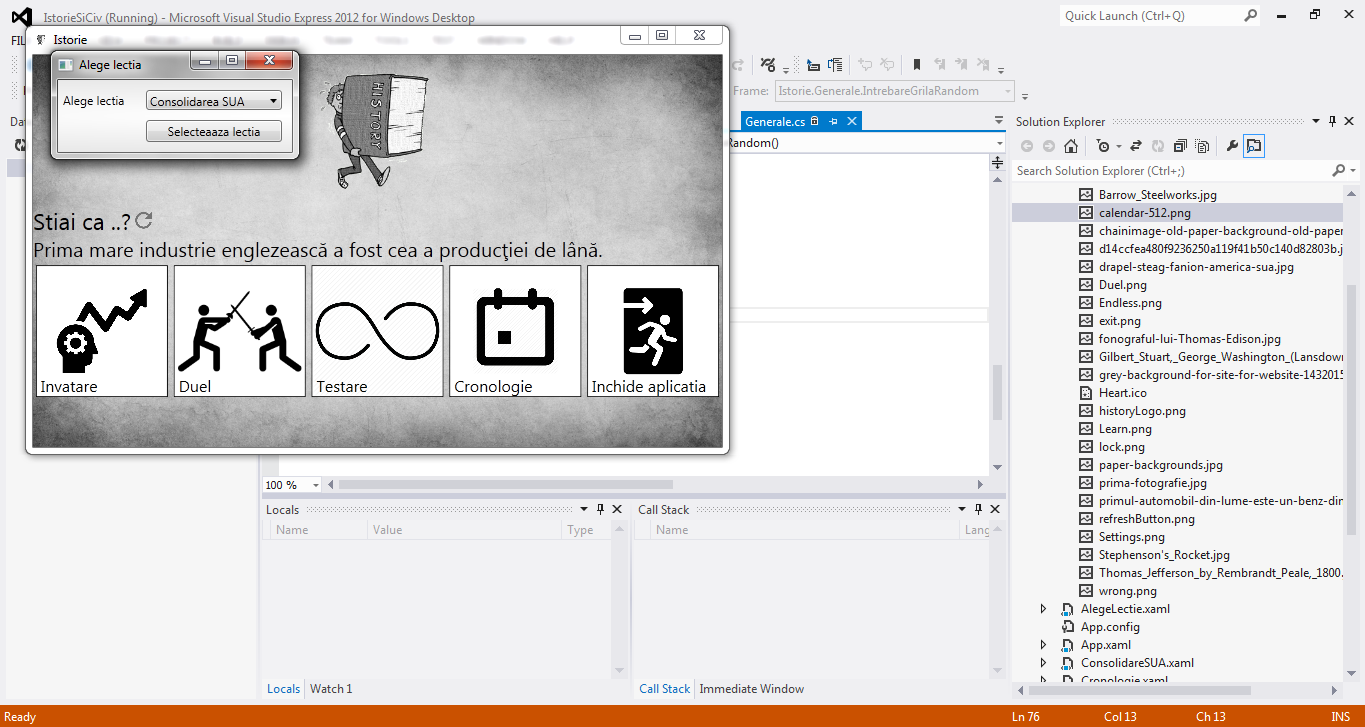 IstorieSiCiv (Running) - Microsoft Visual Studio Express 2012 for Windows Desktop
Quick Launch (Ctrl+Q)
Istorie
Alege lectia
Alege lectia
Consolidarea SUA
Selecteaaza lectia
HISTORY
Stiai ca ..?
Prima mare industrie englezească a fost cea a producţiei de lână.
Invatare
Duel
Testare
Cronologie
Inchide aplicatia
Frame:
Istorie.Generale.IntrebareGrilaRandom
Generale.cs
Random()
100 %
Locals
Name
Value
Type
Locals
Watch 1
Call Stack
Name
Lang
Call Stack
Immediate Window
Solution Explorer
Search Solution Explorer (Ctrl+;)
Barrow_Steelworks.jpg
calendar-512.png
chainimage-old-paper-background-old-paper
d14ccfea480f9236250a119f41b50c140d82803b.j
drapel-steag-fanion-america-sua.jpg
Duel.png
Endless.png
exit.png
fonograful-lui-Thomas-Edison.jpg
Gilbert_Stuart,_George_Washington_(Lansdown
grey-background-for-site-for-website-1432015
Heart.ico
historyLogo.png
Learn.png
lock.png
paper-backgrounds.jpg
prima-fotografie.jpg
primul-automobil-din-lume-este-un-benz-din
refreshButton.png
Settings.png
Stephenson's_Rocket.jpg
Thomas_Jefferson_by_Rembrandt_Peale,_1800.
wrong.png
AlegeLectie.xaml
App.config
App.xaml
ConsolidareSUA.xaml
Cronologie.xaml
Ready
Ln 76
Col 13
Ch 13
INS